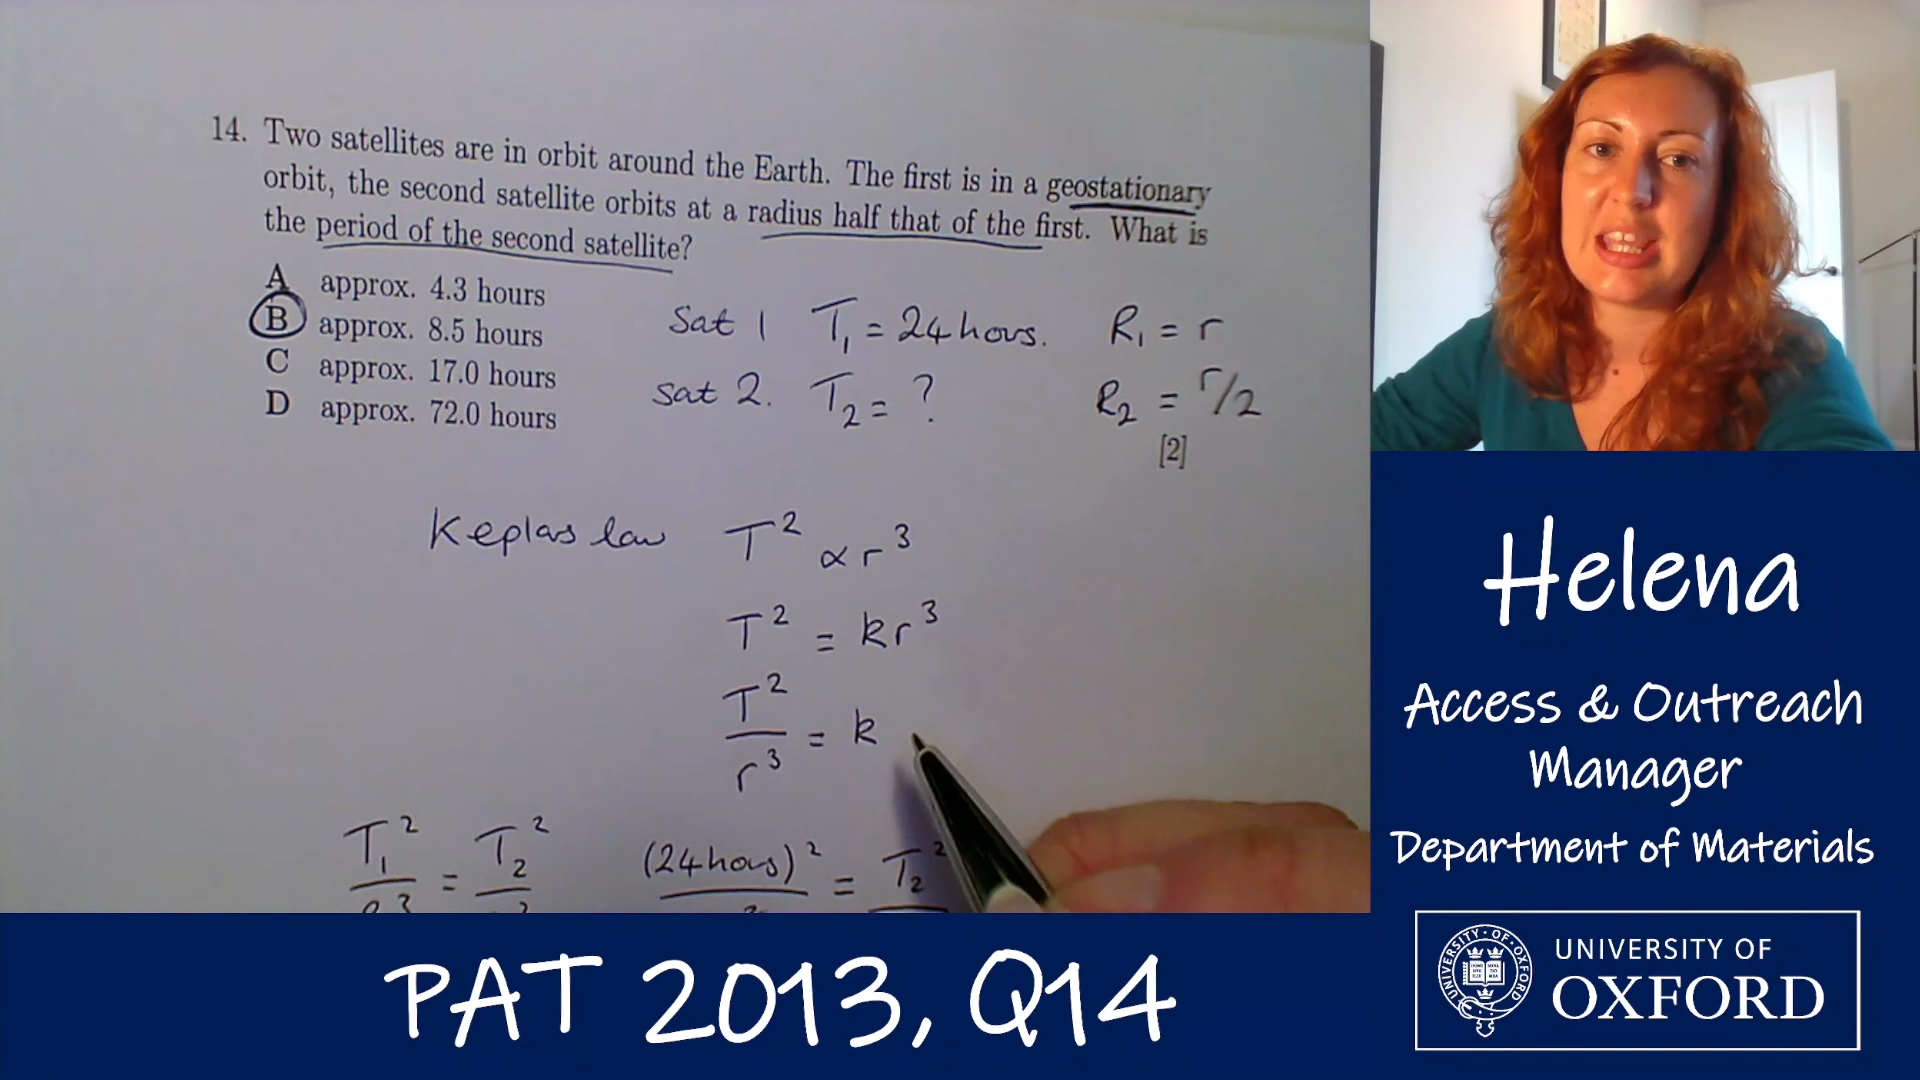 14. Two satellites are in orbit around the Earth. The first is in a geostationary
orbit, the second satellite orbits at a radius half that of the first. What is
the period of the second satellite?
A approx. 4.3 hours
B approx. 8.5 hours
C approx. 17.0 hours
D approx. 72.0 hours
Sat 1 T₁ = 24 hours. R₁ = r
Sat 2. T₂ = ? R₂ = r/2
[2]
Keplas law T² ∝ r³
T² = kr³
T²/r³ = k
T₁² = T₂² (24 hours)² = T₂²
Helena
Access & Outreach
Manager
Department of Materials
UNIVERSITY OF
OXFORD
PAT 2013, Q14